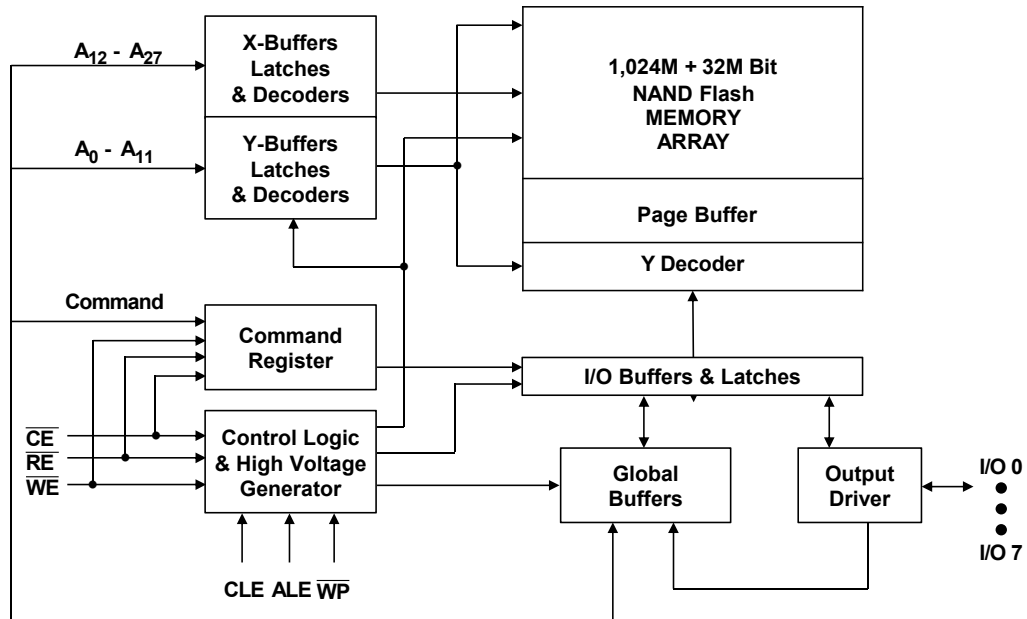 A12 - A27
X-Buffers
Latches
& Decoders
A0 - A11
Y-Buffers
Latches
& Decoders
1,024M + 32M Bit
NAND Flash
MEMORY
ARRAY
Page Buffer
Y Decoder
Command
Command
Register
I/O Buffers & Latches
CE
RE
WE
Control Logic
& High Voltage
Generator
Global
Buffers
Output
Driver
I/O 0
I/O 7
CLE ALE WP